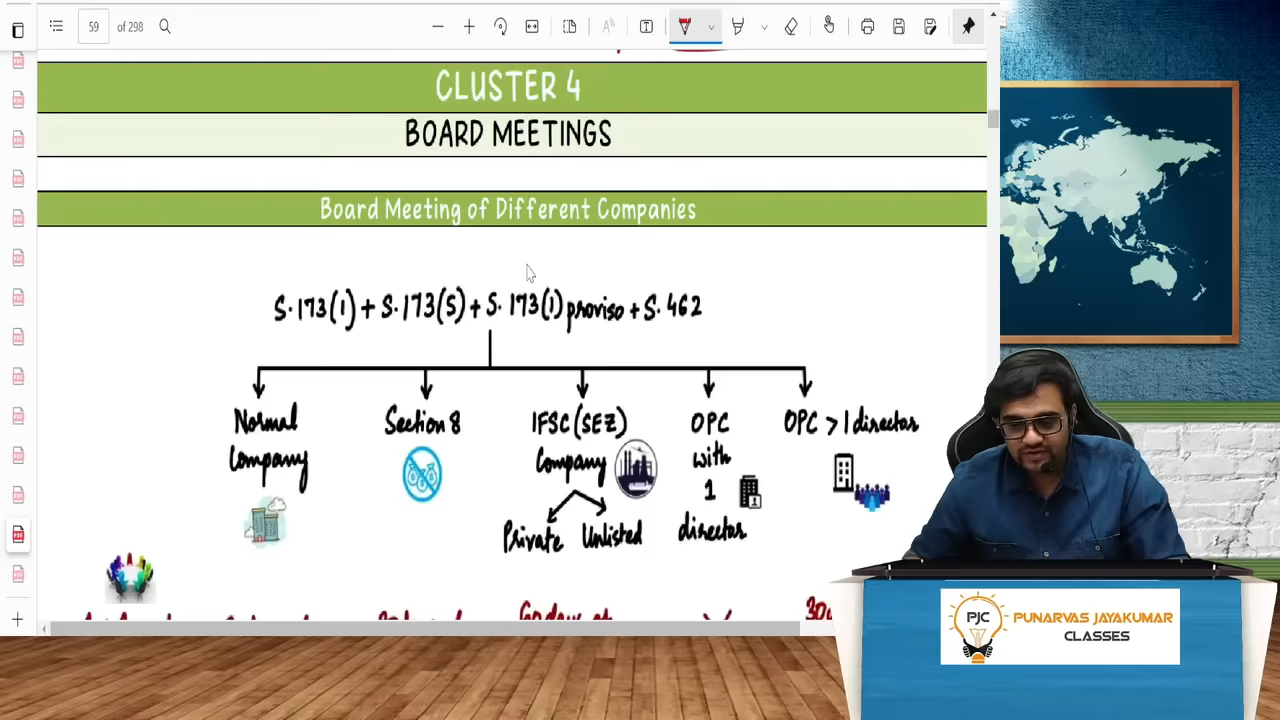 59 of 298
CLUSTER 4
BOARD MEETINGS
Board Meeting of Different Companies
S.173(1) + S.173(5) + S.173(1) proviso + S.462
Normal Company
Section 8
IFSC (SEZ) Company
Private Unlisted
OPC with 1 director
OPC > 1 director
PJC
PUNARVAS JAYAKUMAR
CLASSES